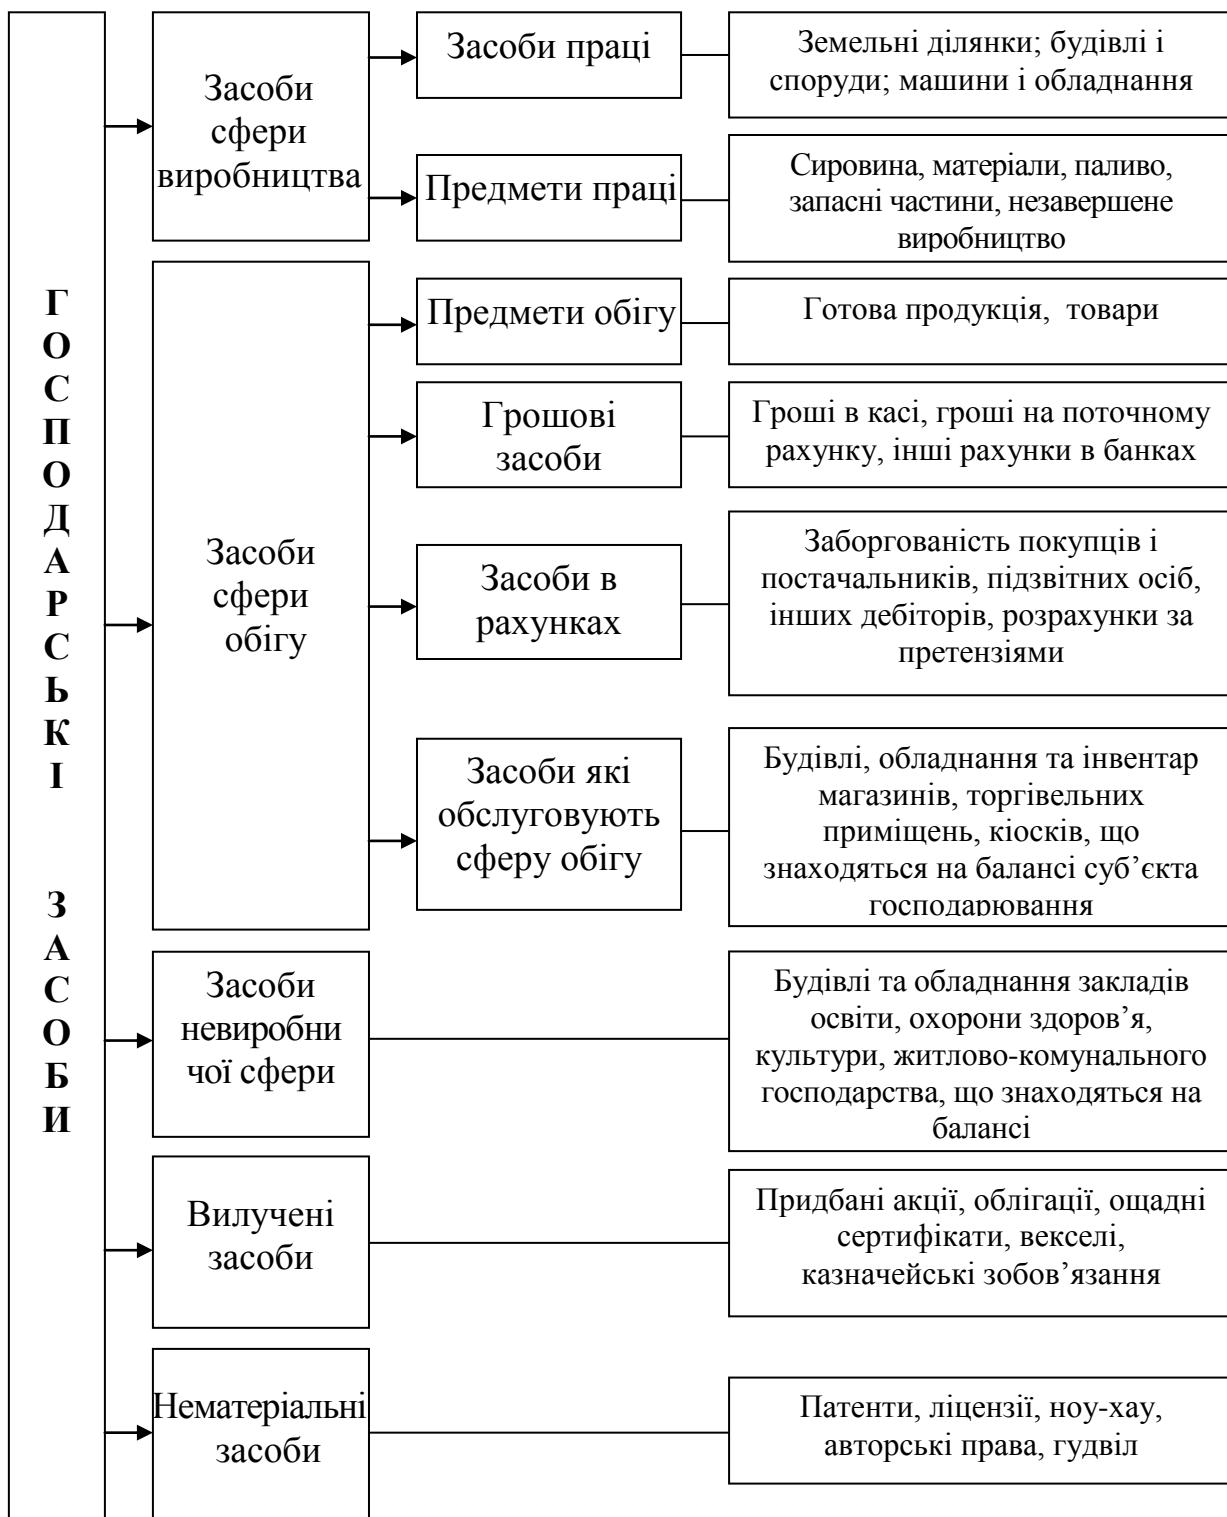 ГОСПОДАРСЬКІ ЗАСОБИ
Засоби
сфери
виробництва
Засоби праці
Земельні ділянки; будівлі і
споруди; машини і обладнання
Предмети праці
Сировина, матеріали, паливо,
запасні частини, незавершене
виробництво
Засоби
сфери
обігу
Предмети обігу
Готова продукція, товари
Грошові
засоби
Гроші в касі, гроші на поточному
рахунку, інші рахунки в банках
Засоби в
рахунках
Заборгованість покупців і
постачальників, підзвітних осіб,
інших дебіторів, розрахунки за
претензіями
Засоби які
обслуговують
сферу обігу
Будівлі, обладнання та інвентар
магазинів, торгівельних
приміщень, кіосків, що
знаходяться на балансі суб’єкта
господарювання
Засоби
невиробни
чої сфери
Будівлі та обладнання закладів
освіти, охорони здоров’я,
культури, житлово-комунального
господарства, що знаходяться на
балансі
Вилучені
засоби
Придбані акції, облігації, ощадні
сертифікати, векселі,
казначейські зобов’язання
Нематеріальні
засоби
Патенти, ліцензії, ноу-хау,
авторські права, гудвіл